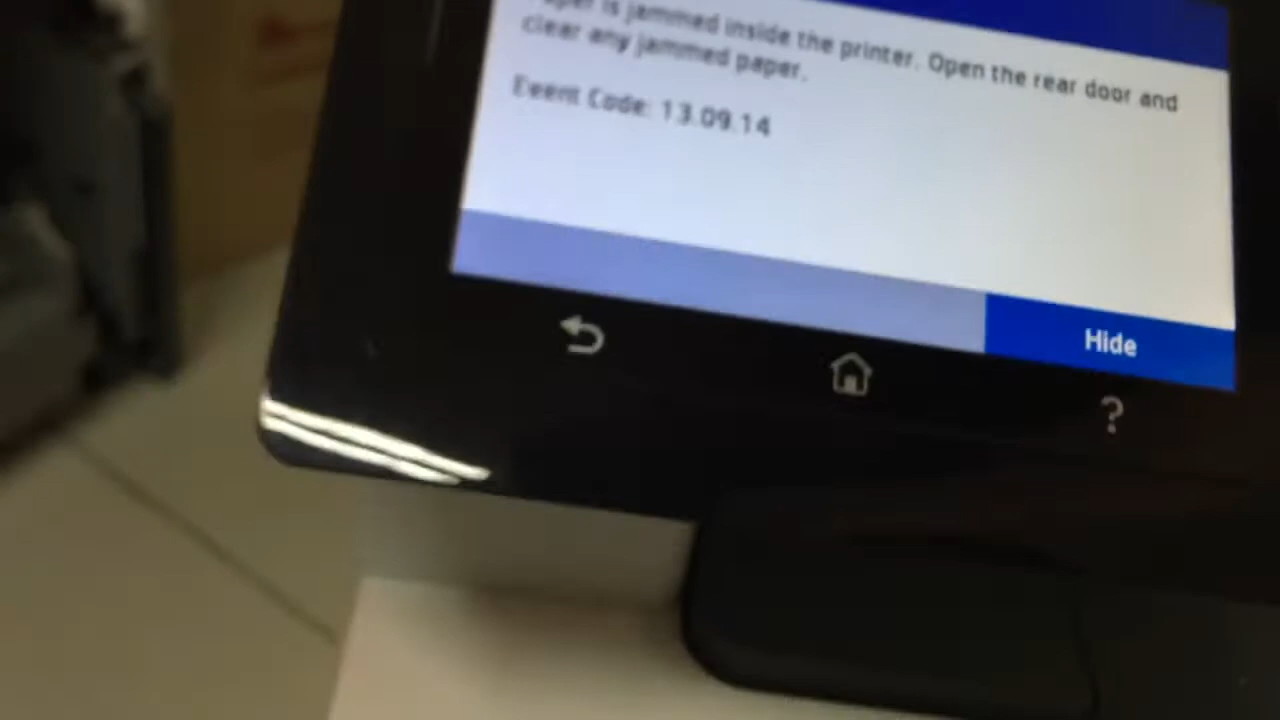 is jammed inside the printer. Open the rear door and
clear any jammed paper.
Event Code: 13.09.14
Hide
?